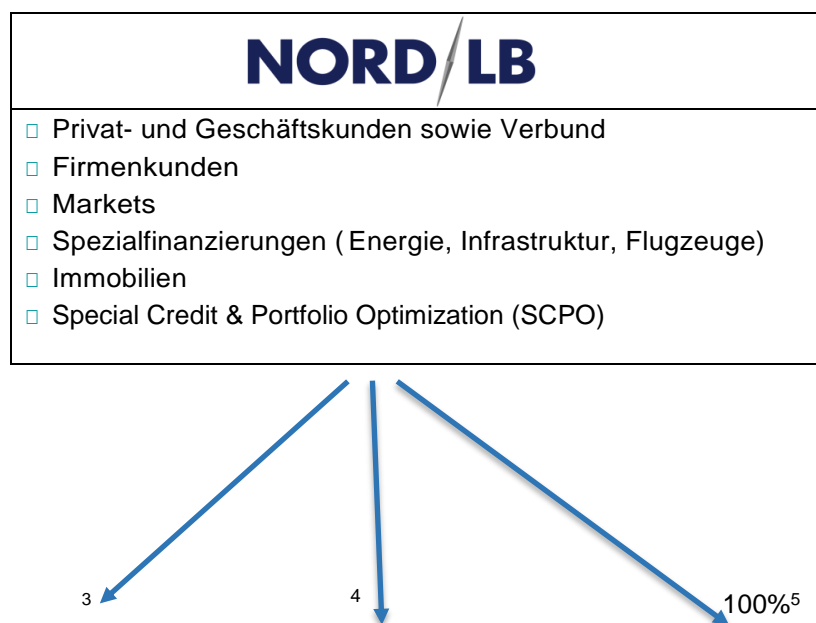 NORD/LB
Privat- und Geschäftskunden sowie Verbund
Firmenkunden
Markets
Spezialfinanzierungen ( Energie, Infrastruktur, Flugzeuge)
Immobilien
Special Credit & Portfolio Optimization (SCPO)
3 4 100%5